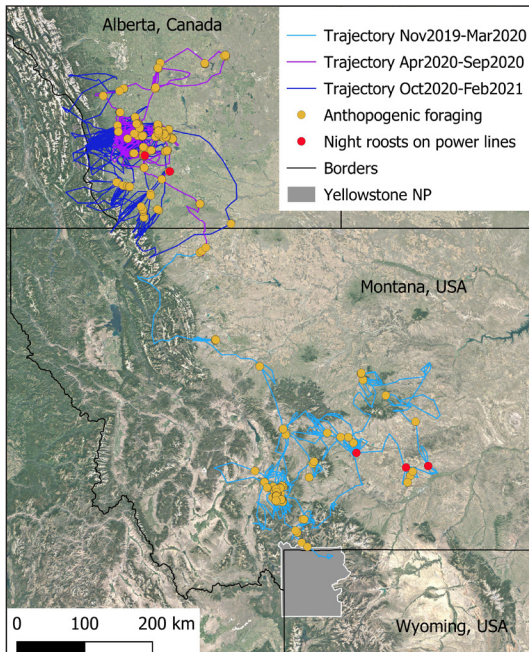 Alberta, Canada
Trajectory Nov2019-Mar2020
Trajectory Apr2020-Sep2020
Trajectory Oct2020-Feb2021
Anthopogenic foraging
Night roosts on power lines
Borders
Yellowstone NP
Montana, USA
Wyoming, USA
0 100 200 km